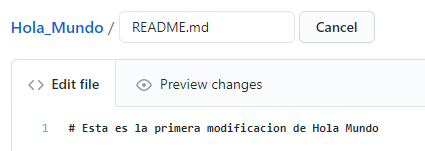 Hola_Mundo / README.md Cancel
Edit file Preview changes
1 # Esta es la primera modificacion de Hola Mundo